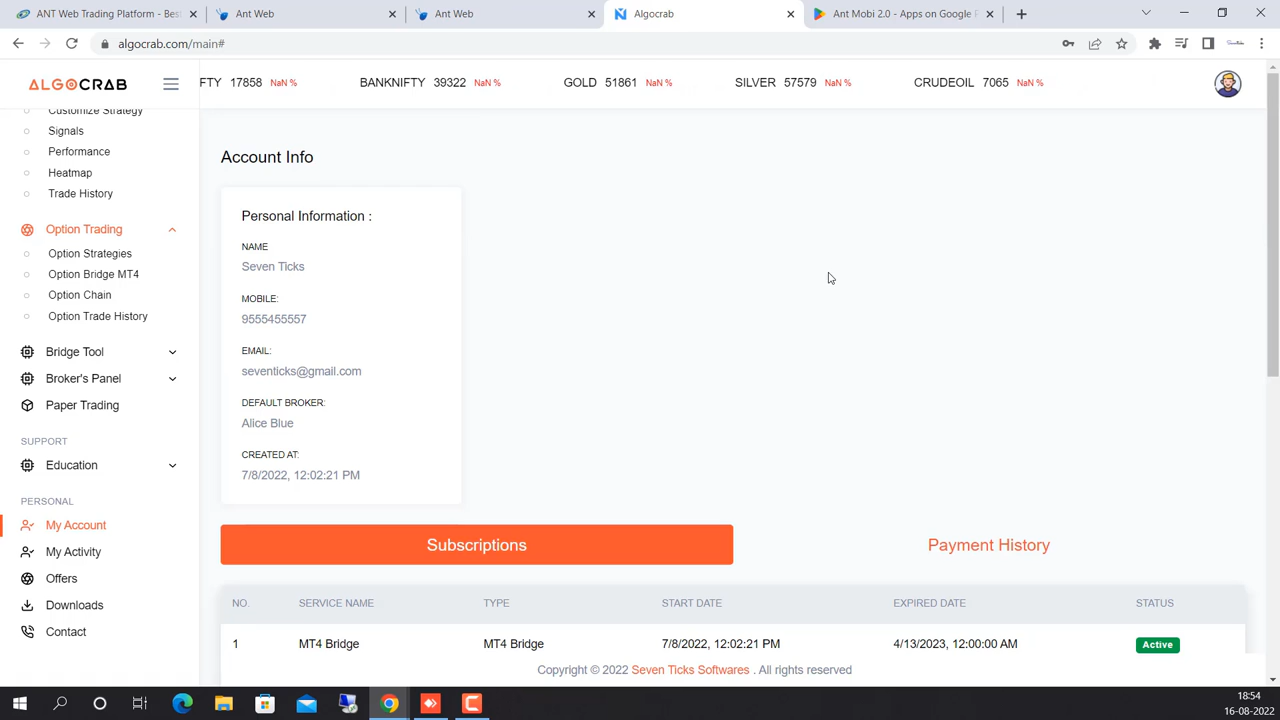 ANT Web Trading Platform - Bes
Ant Web
Ant Web
Algocrab
Ant Mobi 2.0 - Apps on Google P
algocrab.com/main#
ALGOCRAB
FTY 17858 NaN %
BANKNIFTY 39322 NaN %
GOLD 51861 NaN %
SILVER 57579 NaN %
CRUDEOIL 7065 NaN %
Customize Strategy
Signals
Performance
Heatmap
Trade History
Option Trading
Option Strategies
Option Bridge MT4
Option Chain
Option Trade History
Bridge Tool
Broker's Panel
Paper Trading
SUPPORT
Education
PERSONAL
My Account
My Activity
Offers
Downloads
Contact
Account Info
Personal Information :
NAME
Seven Ticks
MOBILE:
9555455557
EMAIL:
seventicks@gmail.com
DEFAULT BROKER:
Alice Blue
CREATED AT:
7/8/2022, 12:02:21 PM
Subscriptions
Payment History
NO. SERVICE NAME TYPE START DATE EXPIRED DATE STATUS
1 MT4 Bridge MT4 Bridge 7/8/2022, 12:02:21 PM 4/13/2023, 12:00:00 AM Active
Copyright © 2022 Seven Ticks Softwares . All rights reserved
18:54
16-08-2022